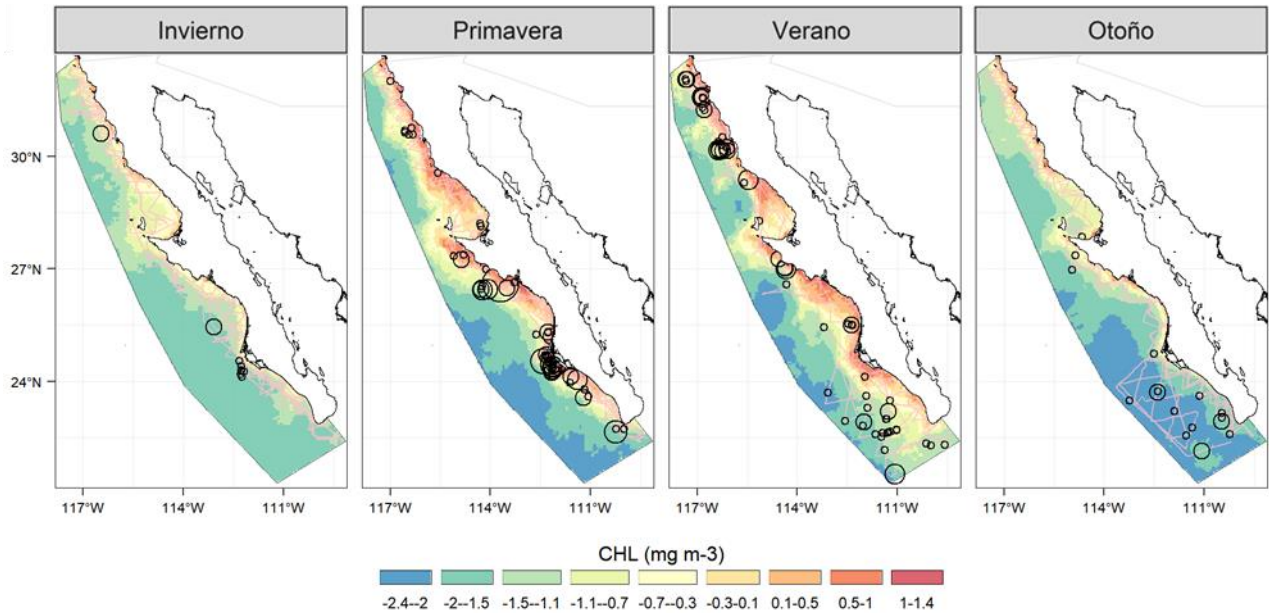 Invierno Primavera Verano Otoño
30°N
27°N
24°N
117°W 114°W 111°W 117°W 114°W 111°W 117°W 114°W 111°W 117°W 114°W 111°W
CHL (mg m-3)
-2.4--2 -2--1.5 -1.5--1.1 -1.1--0.7 -0.7--0.3 -0.3-0.1 0.1-0.5 0.5-1 1-1.4